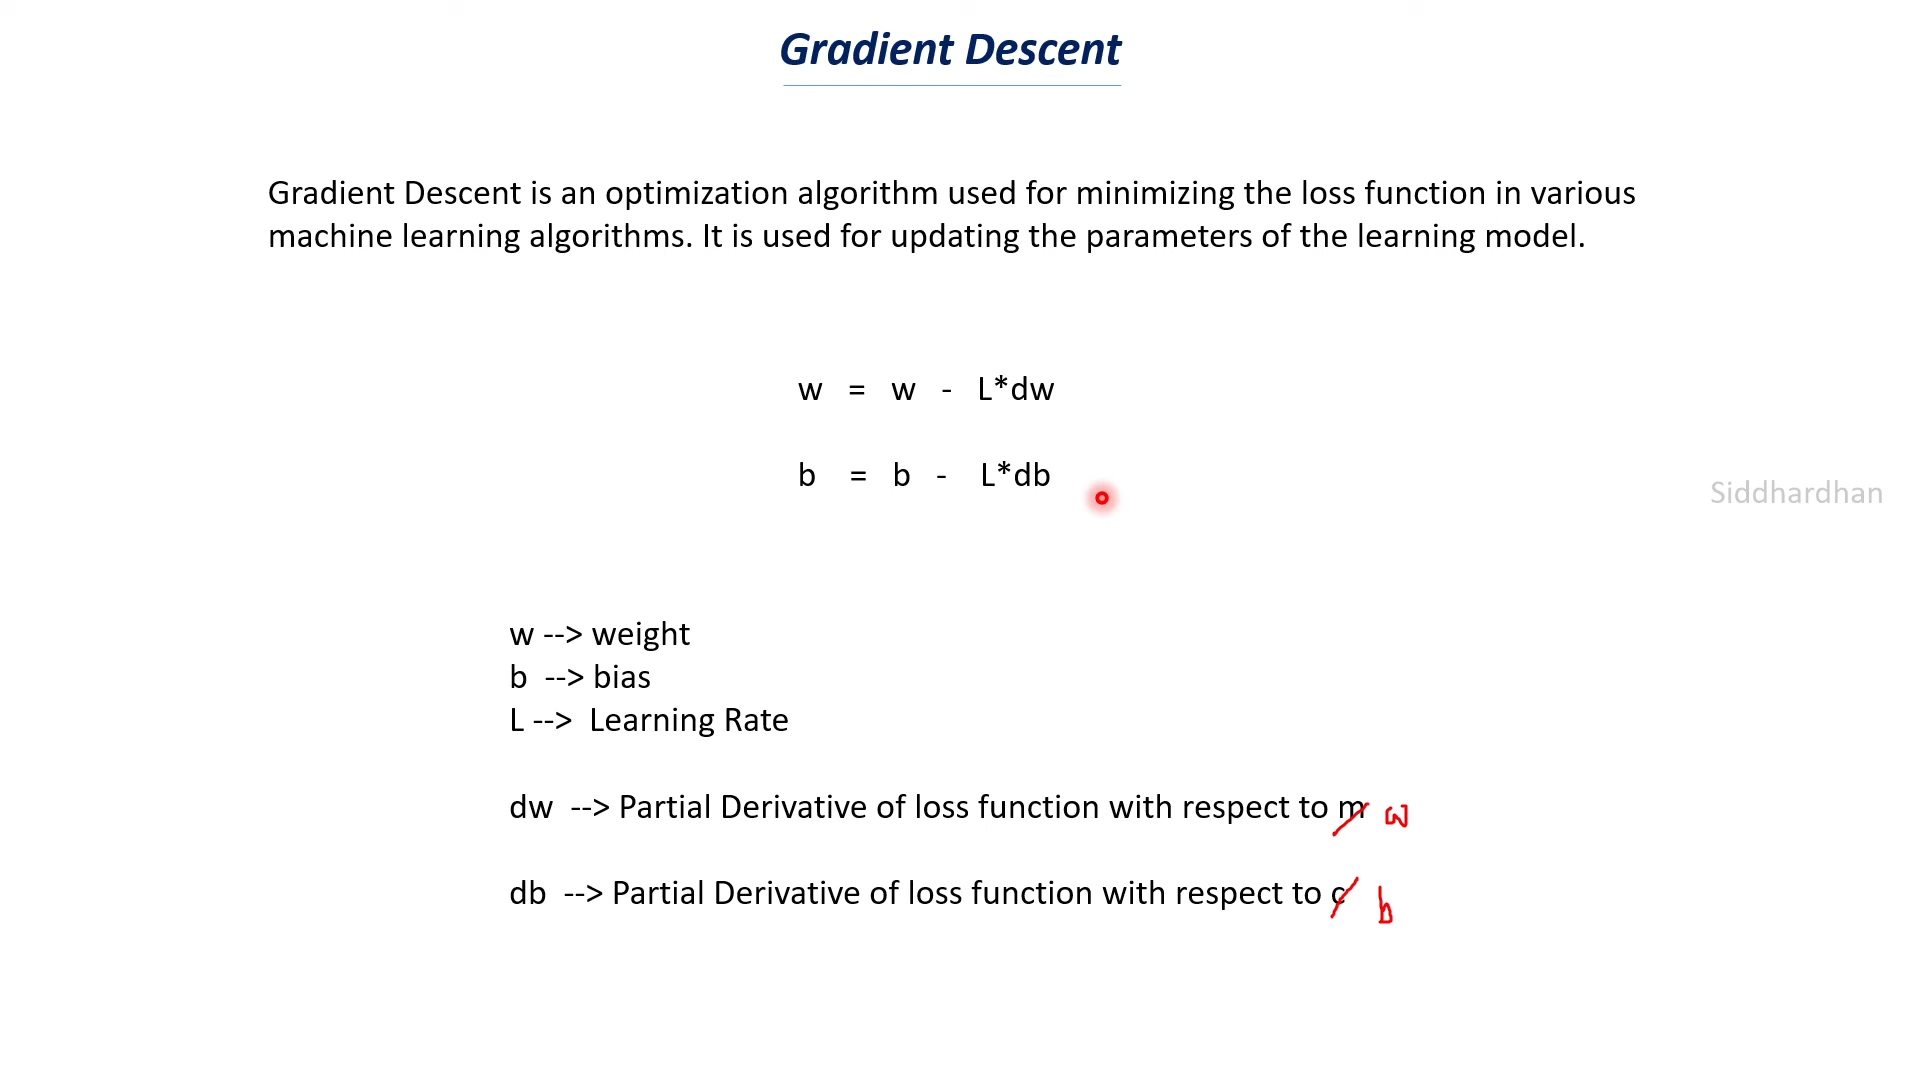 Gradient Descent
Gradient Descent is an optimization algorithm used for minimizing the loss function in various
machine learning algorithms. It is used for updating the parameters of the learning model.
w = w - L*dw
b = b - L*db
Siddhardhan
w --> weight
b --> bias
L --> Learning Rate
dw --> Partial Derivative of loss function with respect to m w
db --> Partial Derivative of loss function with respect to c b